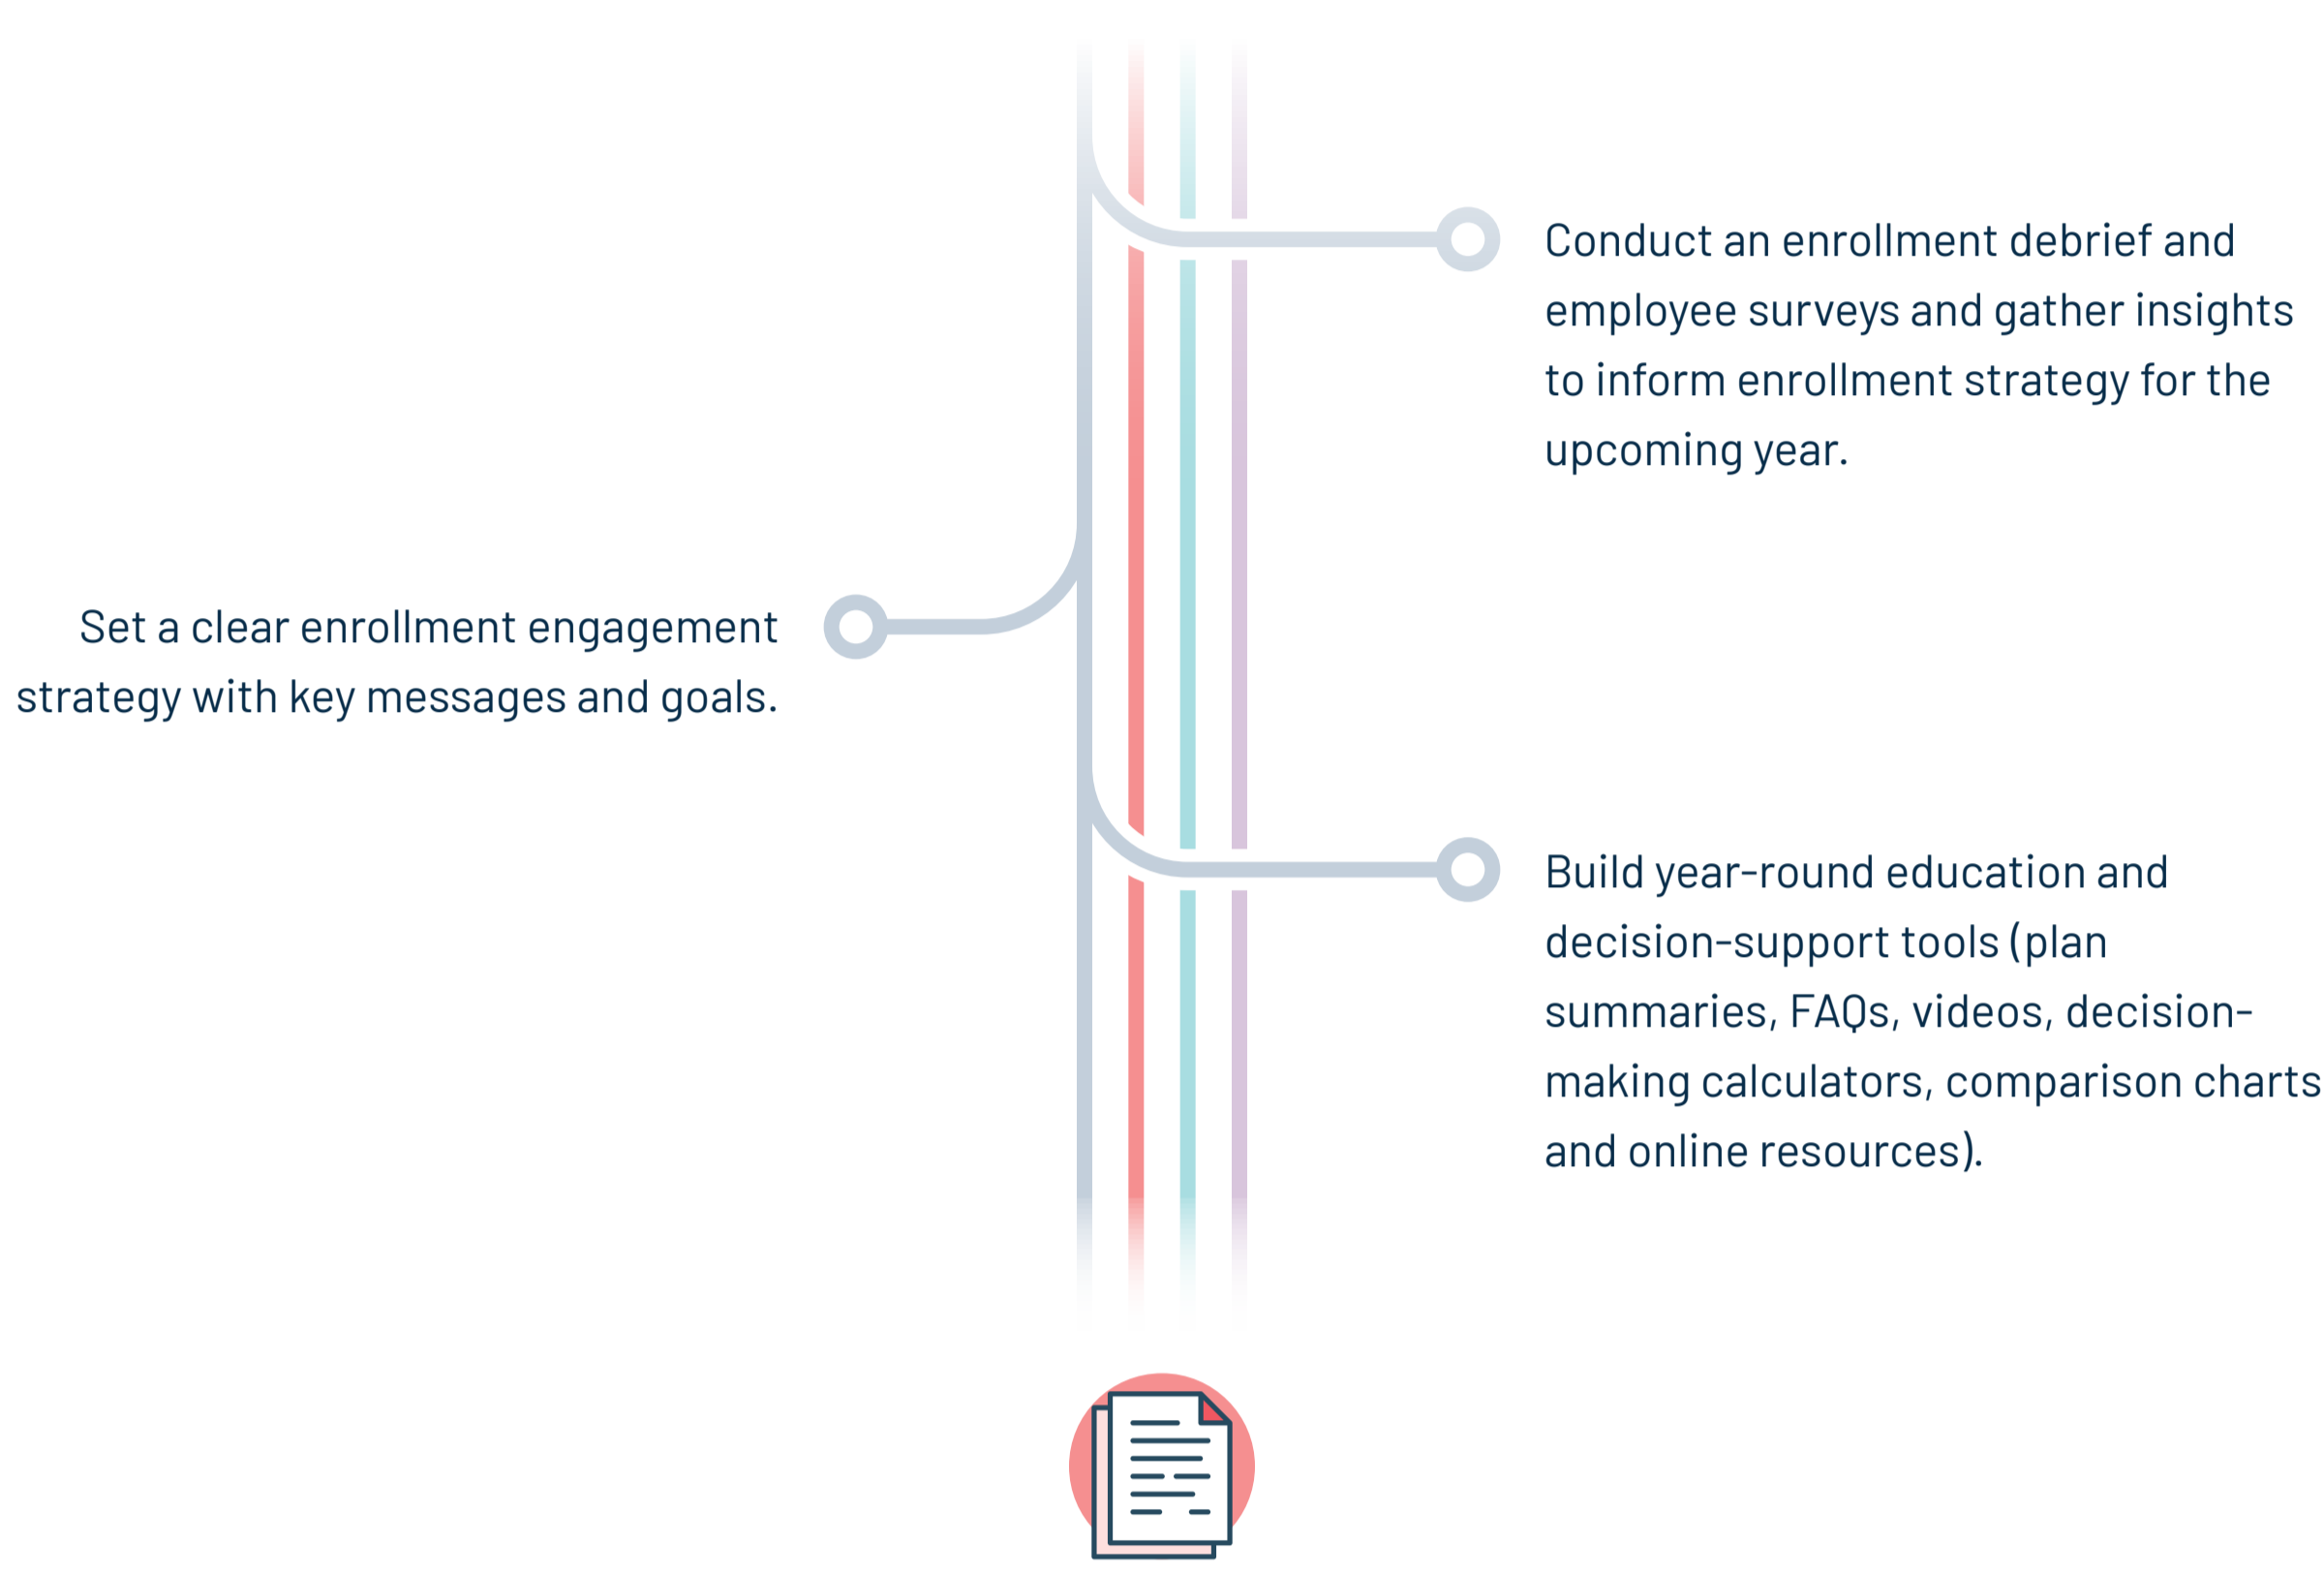 Conduct an enrollment debrief and
employee surveys and gather insights
to inform enrollment strategy for the
upcoming year.
Set a clear enrollment engagement
strategy with key messages and goals.
Build year-round education and
decision-support tools (plan
summaries, FAQs, videos, decision-
making calculators, comparison charts
and online resources).